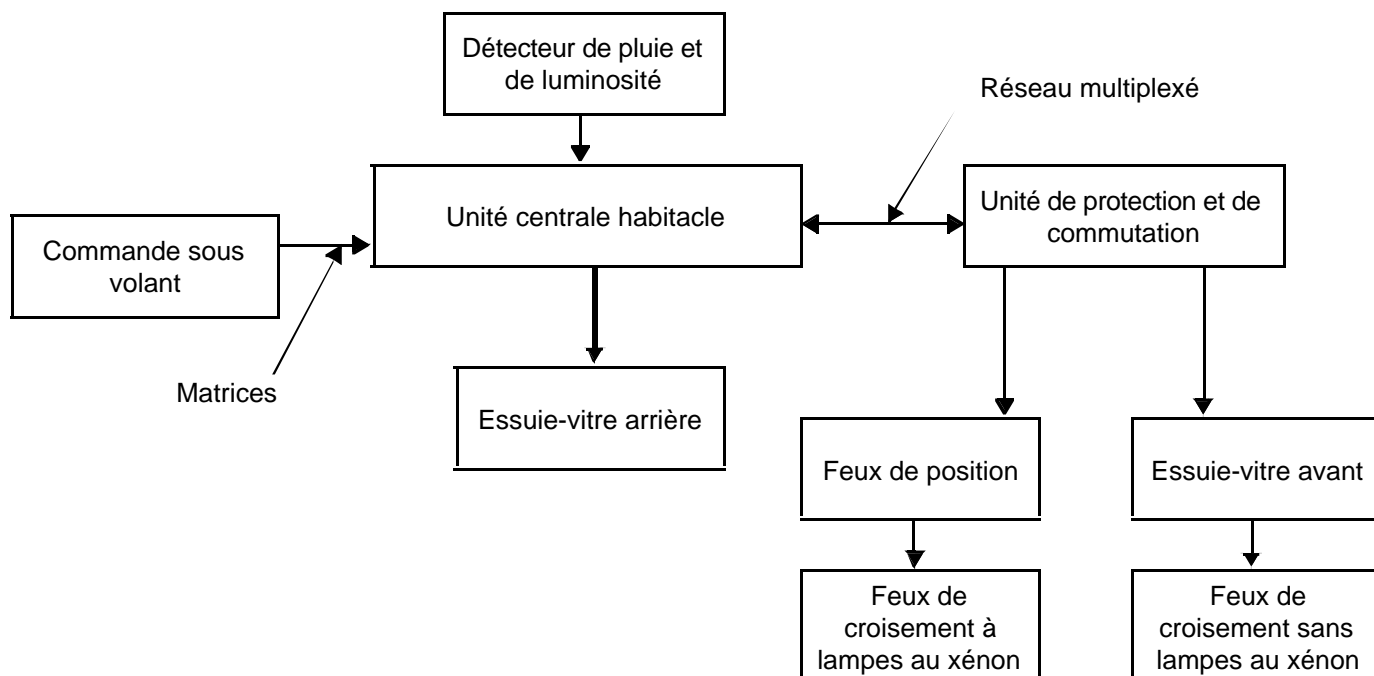 Détecteur de pluie et
de luminosité
Réseau multiplexé
Unité centrale habitacle
Unité de protection et de
commutation
Commande sous
volant
Matrices
Essuie-vitre arrière
Feux de position
Essuie-vitre avant
Feux de
croisement à
lampes au xénon
Feux de
croisement sans
lampes au xénon